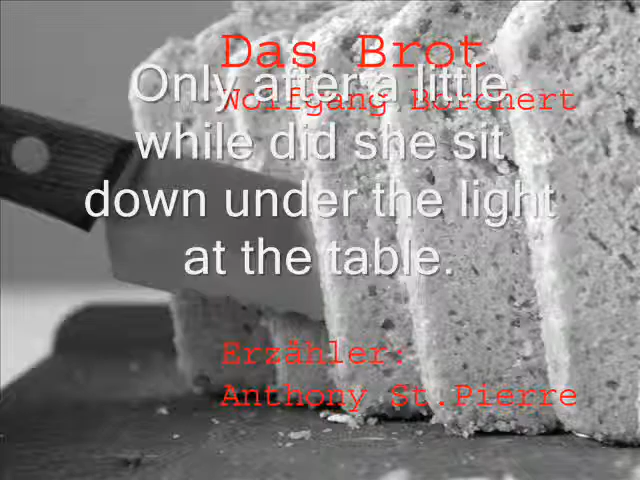 Das Brot
Wolfgang Borchert
Only after a little
while did she sit
down under the light
at the table.
Erzähler:
Anthony St.Pierre